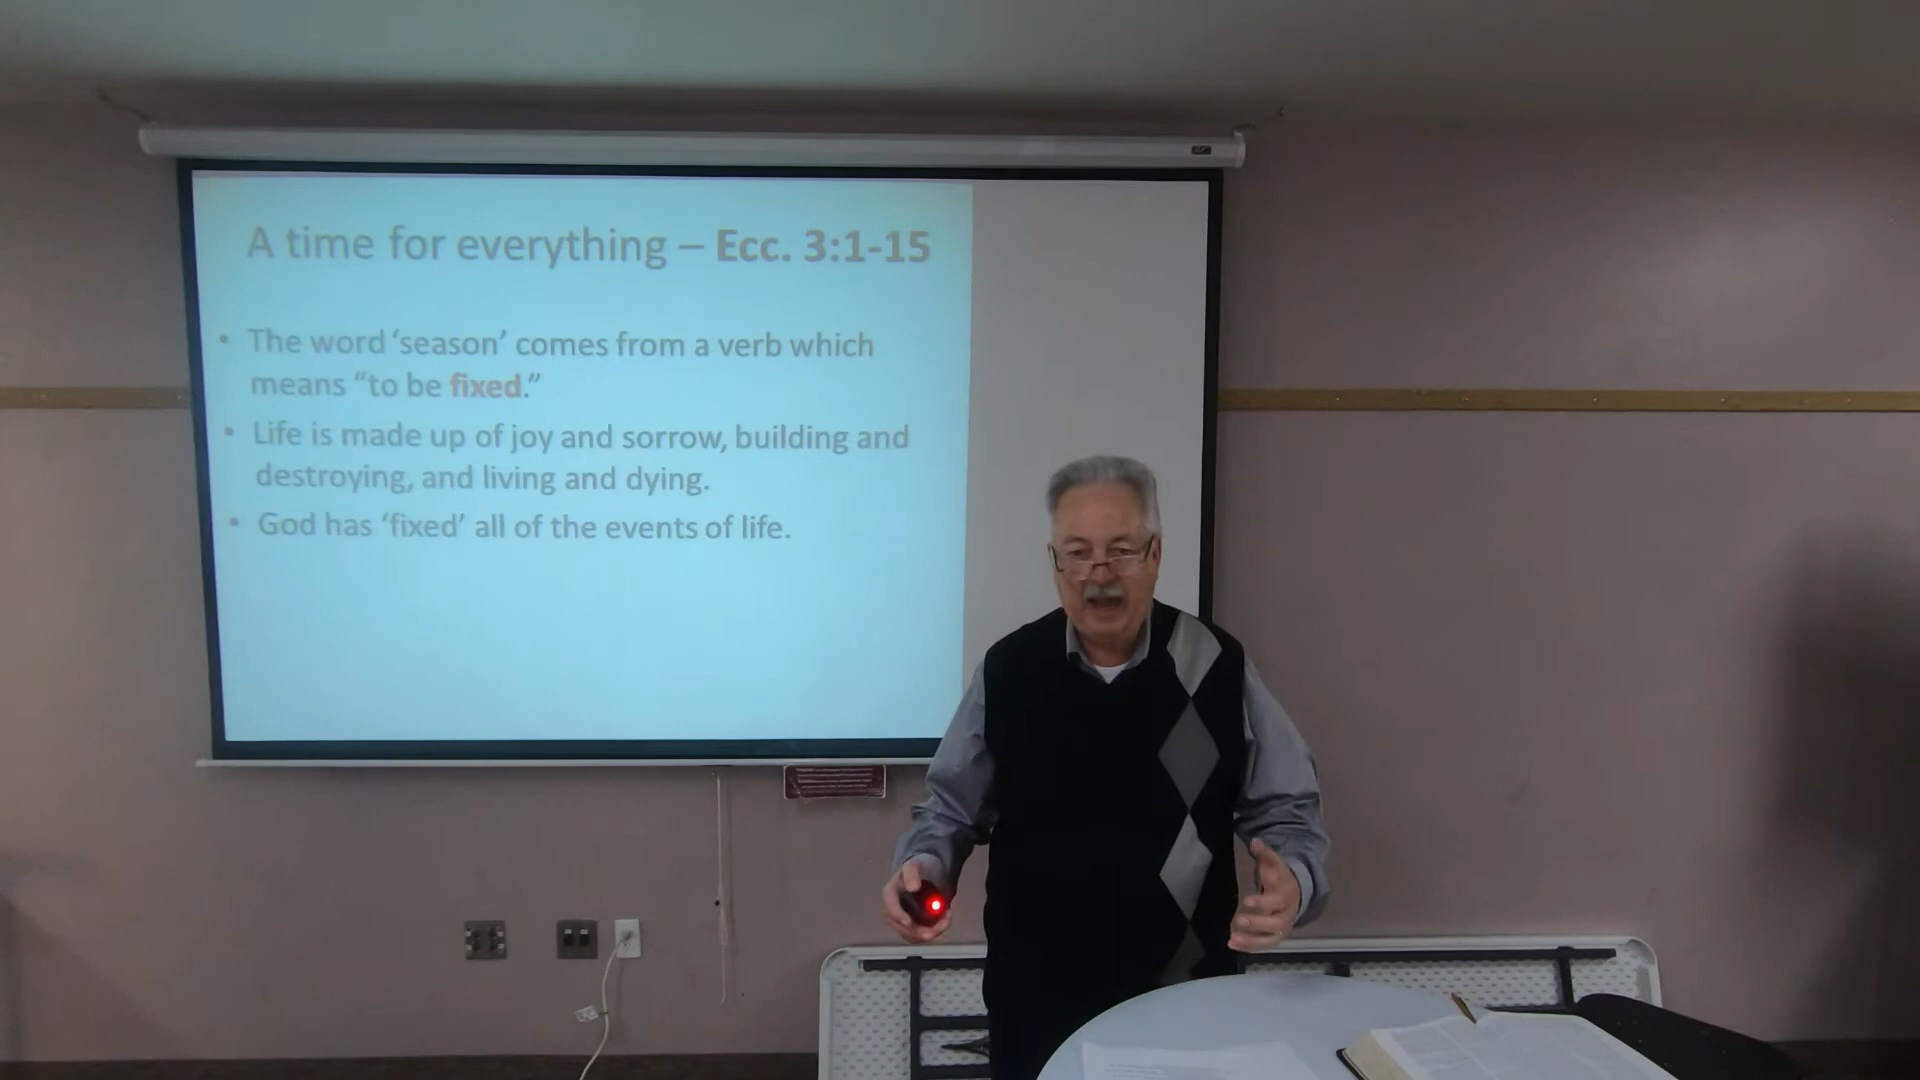 A time for everything – Ecc. 3:1-15
• The word ‘season’ comes from a verb which
means “to be fixed.”
• Life is made up of joy and sorrow, building and
destroying, and living and dying.
• God has ‘fixed’ all of the events of life.